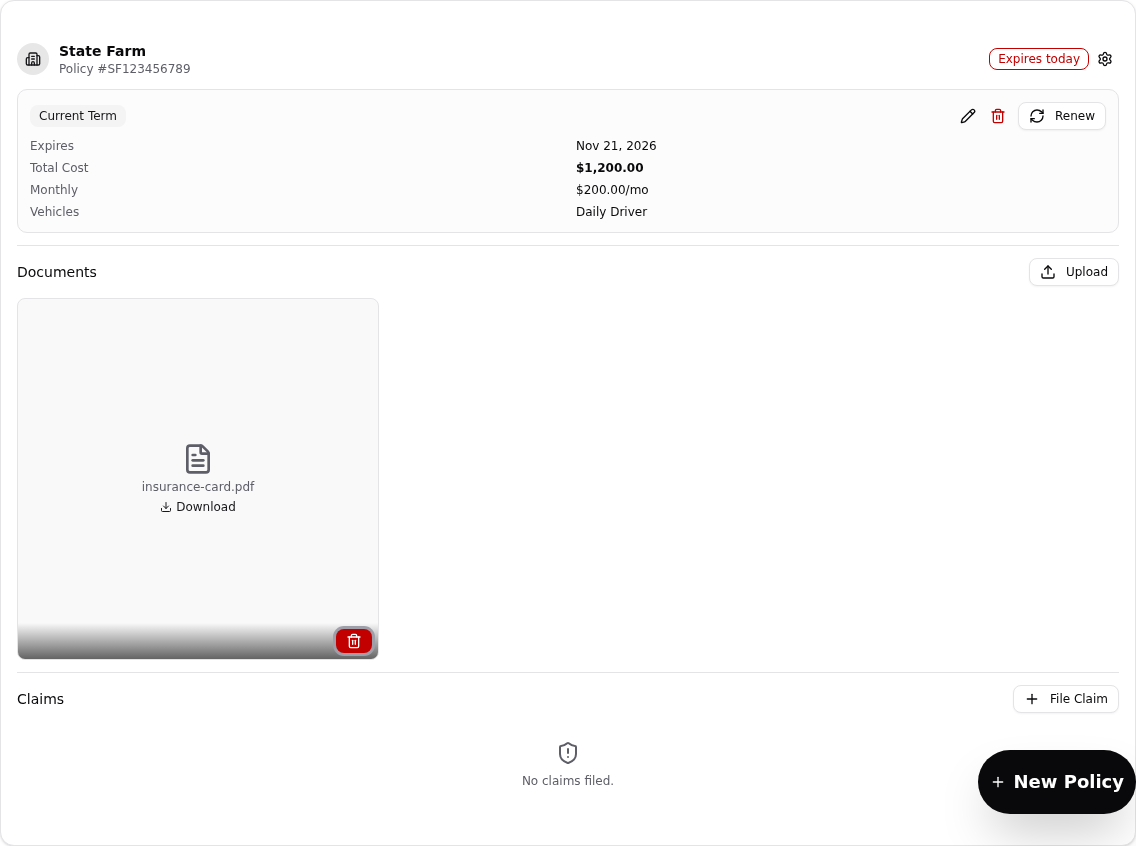 State Farm
Policy #SF123456789
Expires today
Current Term
Renew
Expires
Nov 21, 2026
Total Cost
$1,200.00
Monthly
$200.00/mo
Vehicles
Daily Driver
Documents
Upload
insurance-card.pdf
Download
Claims
File Claim
No claims filed.
New Policy